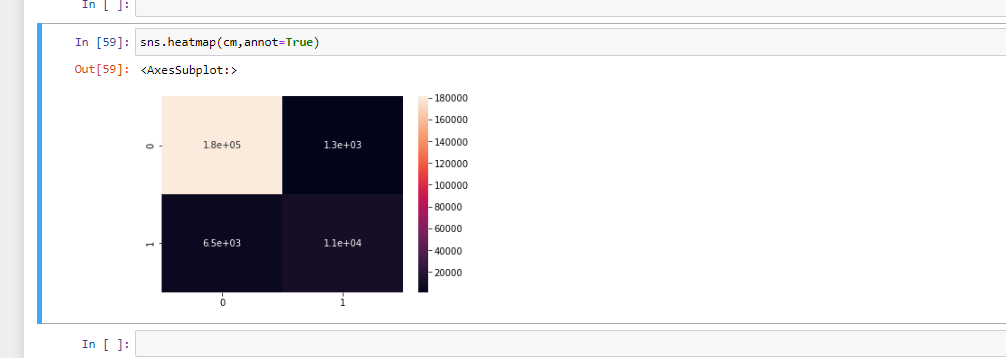 In [ ]:
In [59]: sns.heatmap(cm,annot=True)
Out[59]: <AxesSubplot:>
180000
160000
140000
120000
100000
80000
60000
40000
20000
0
1.8e+05 1.3e+03
1
6.5e+03 1.1e+04
0 1
In [ ]: